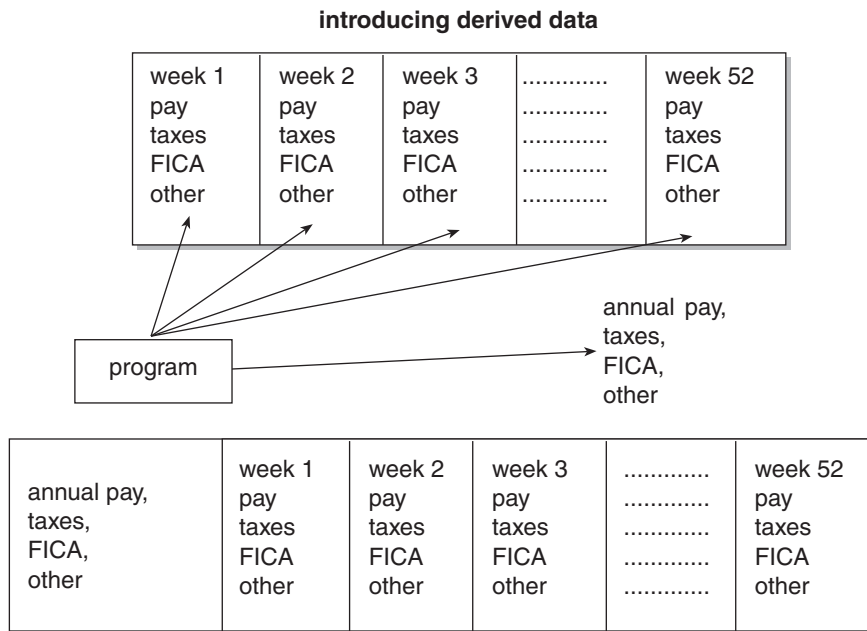 introducing derived data
week 1
pay
taxes
FICA
other
week 2
pay
taxes
FICA
other
week 3
pay
taxes
FICA
other
.............
.............
.............
.............
.............
week 52
pay
taxes
FICA
other
program
annual pay,
taxes,
FICA,
other
annual pay,
taxes,
FICA,
other
week 1
pay
taxes
FICA
other
week 2
pay
taxes
FICA
other
week 3
pay
taxes
FICA
other
.............
.............
.............
.............
.............
week 52
pay
taxes
FICA
other